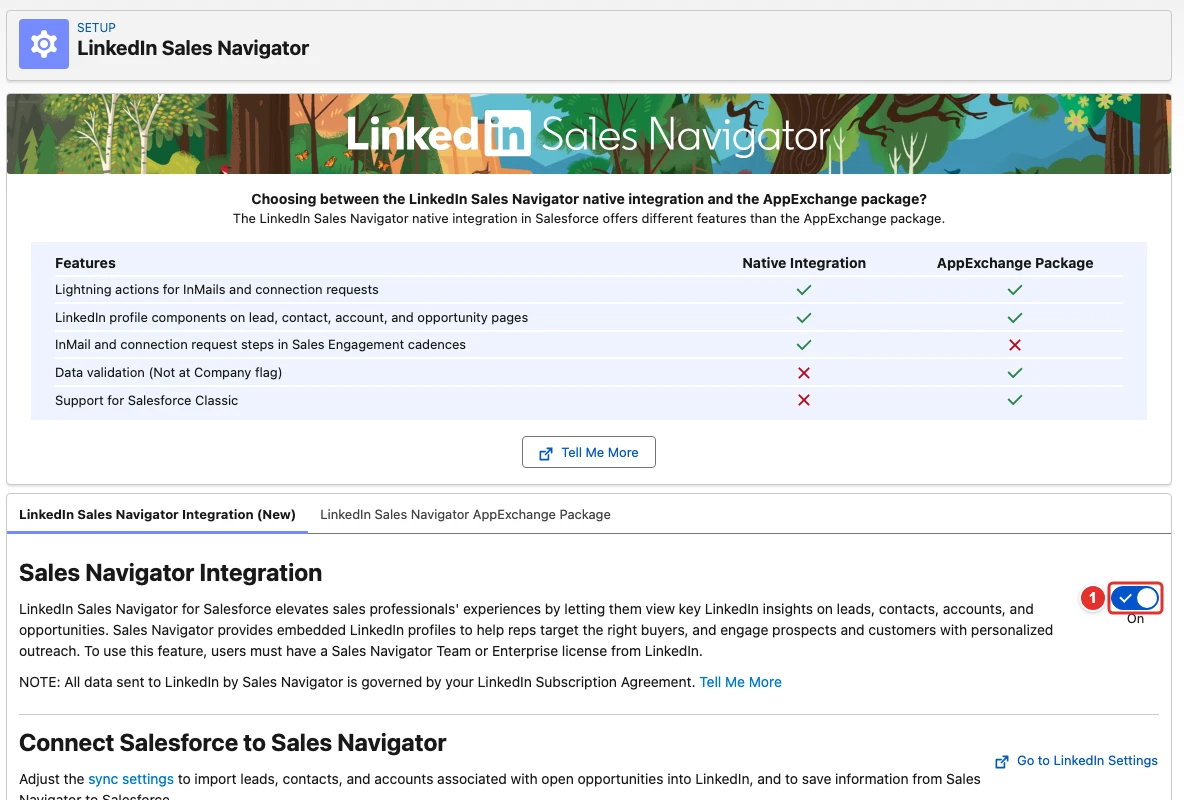 SETUP
LinkedIn Sales Navigator
Linked in Sales Navigator
Choosing between the LinkedIn Sales Navigator native integration and the AppExchange package?
The LinkedIn Sales Navigator native integration in Salesforce offers different features than the AppExchange package.
Features Native Integration AppExchange Package
Lightning actions for InMails and connection requests
LinkedIn profile components on lead, contact, account, and opportunity pages
InMail and connection request steps in Sales Engagement cadences
Data validation (Not at Company flag)
Support for Salesforce Classic
Tell Me More
LinkedIn Sales Navigator Integration (New) LinkedIn Sales Navigator AppExchange Package
Sales Navigator Integration
LinkedIn Sales Navigator for Salesforce elevates sales professionals' experiences by letting them view key LinkedIn insights on leads, contacts, accounts, and
opportunities. Sales Navigator provides embedded LinkedIn profiles to help reps target the right buyers, and engage prospects and customers with personalized
outreach. To use this feature, users must have a Sales Navigator Team or Enterprise license from LinkedIn.
1
On
NOTE: All data sent to LinkedIn by Sales Navigator is governed by your LinkedIn Subscription Agreement. Tell Me More
Connect Salesforce to Sales Navigator
Go to LinkedIn Settings
Adjust the sync settings to import leads, contacts, and accounts associated with open opportunities into LinkedIn, and to save information from Sales
Navigator to Salesforce.